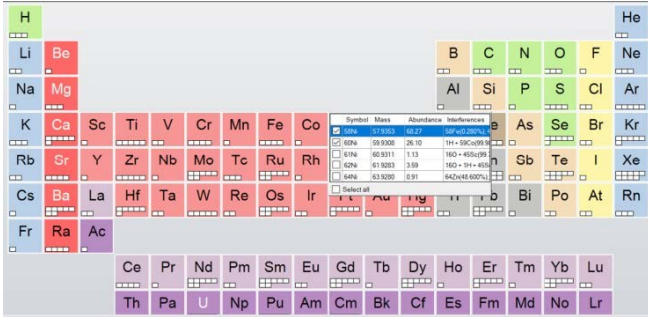 H He
Li Be B C N O F Ne
Na Mg Al Si P S Cl Ar
Symbol Mass Abundance Interferences
K Ca Sc Ti V Cr Mn Fe Co 58Ni 57.9353 68.27 58Fe(0.280%), e As Se Br Kr
60Ni 59.9308 26.10 1H + 59Co(99.9
61Ni 60.9311 1.13 16O + 45Sc(99.
Rb Sr Y Zr Nb Mo Tc Ru Rh 62Ni 61.9283 3.59 16O + 1H + 45S Sb Te I Xe
64Ni 63.9280 0.91 64Zn(48.600%)
Select all
Cs Ba La Hf Ta W Re Os Ir Pt Au Hg Bi Po At Rn
Fr Ra Ac
Ce Pr Nd Pm Sm Eu Gd Tb Dy Ho Er Tm Yb Lu
Th Pa U Np Pu Am Cm Bk Cf Es Fm Md No Lr